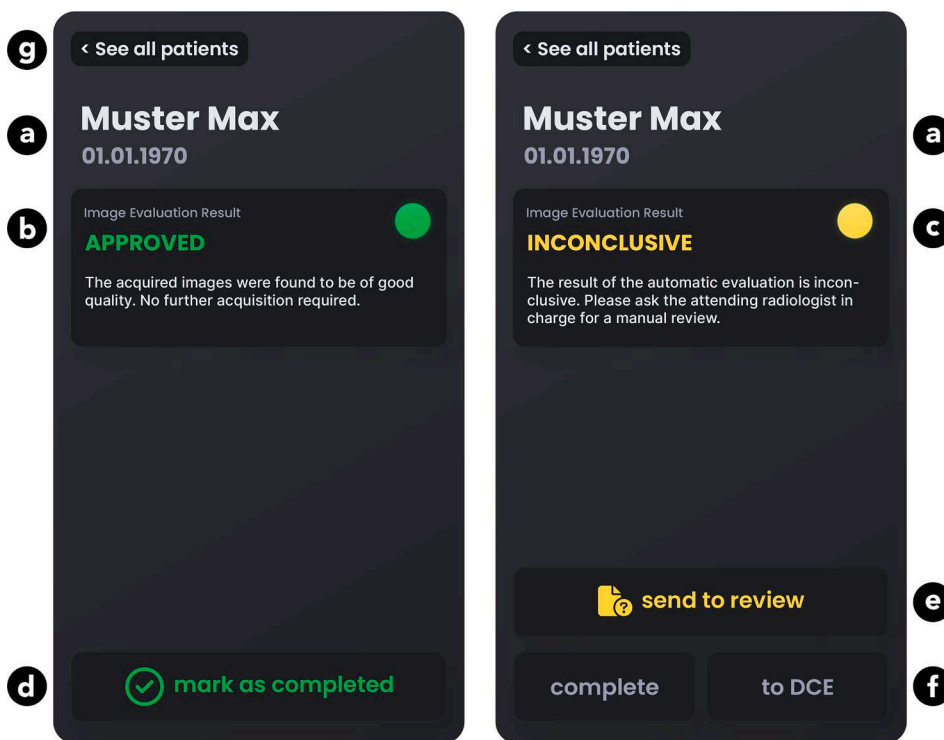 g
< See all patients
a
Muster Max
01.01.1970
b
Image Evaluation Result
APPROVED
The acquired images were found to be of good
quality. No further acquisition required.
d
mark as completed
< See all patients
a
Muster Max
01.01.1970
c
Image Evaluation Result
INCONCLUSIVE
The result of the automatic evaluation is incon-
clusive. Please ask the attending radiologist in
charge for a manual review.
e
? send to review
f
complete
to DCE